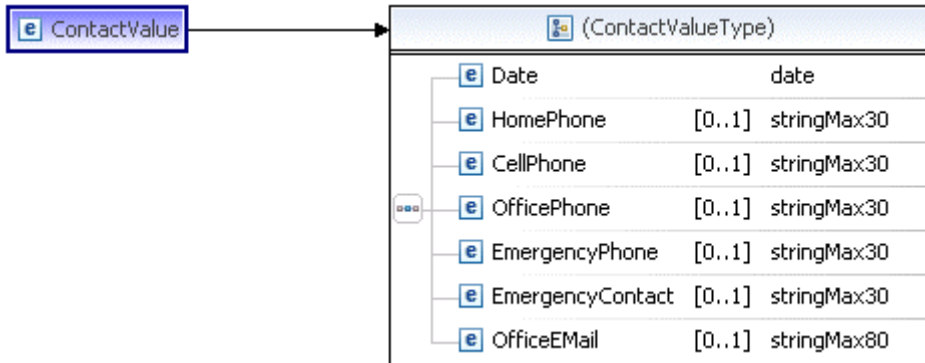 e ContactValue
(ContactValueType)
e Date date
e HomePhone [0..1] stringMax30
e CellPhone [0..1] stringMax30
e OfficePhone [0..1] stringMax30
e EmergencyPhone [0..1] stringMax30
e EmergencyContact [0..1] stringMax30
e OfficeEMail [0..1] stringMax80